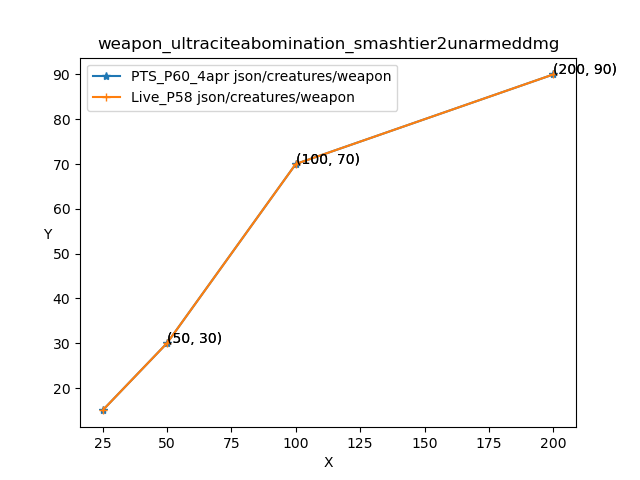 weapon_ultraciteabomination_smashtier2unarmeddmg
PTS_P60_4apr json/creatures/weapon
Live_P58 json/creatures/weapon
(200, 90)
(100, 70)
(50, 30)
90
80
70
60
50
40
30
20
Y
25 50 75 100 125 150 175 200
X